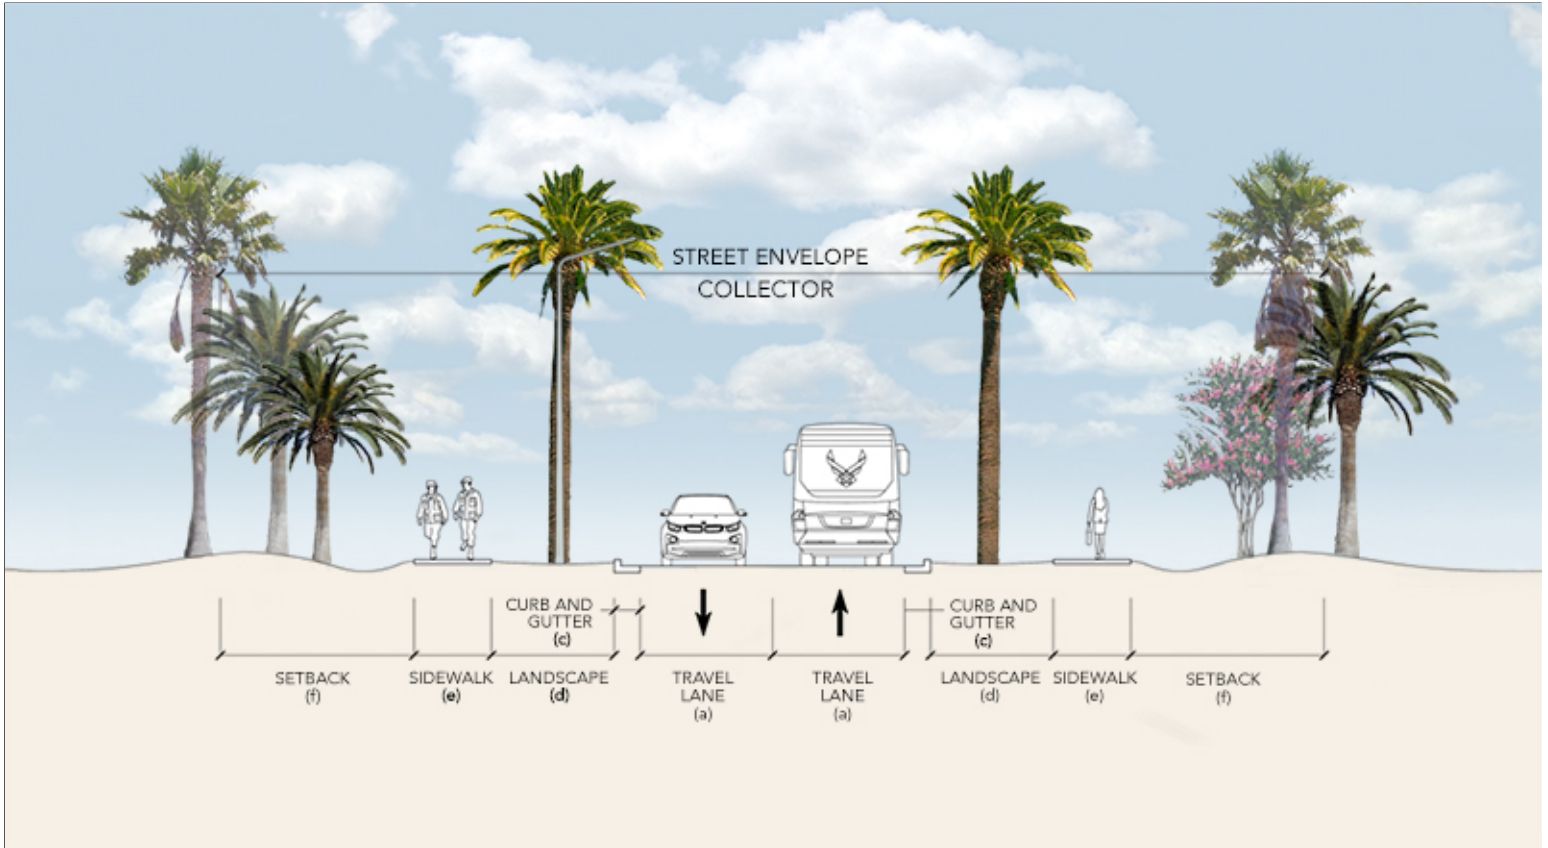 STREET ENVELOPE
COLLECTOR
CURB AND
GUTTER
(c)
CURB AND
GUTTER
(c)
SETBACK
(f)
SIDEWALK
(e)
LANDSCAPE
(d)
TRAVEL
LANE
(a)
TRAVEL
LANE
(a)
LANDSCAPE
(d)
SIDEWALK
(e)
SETBACK
(f)